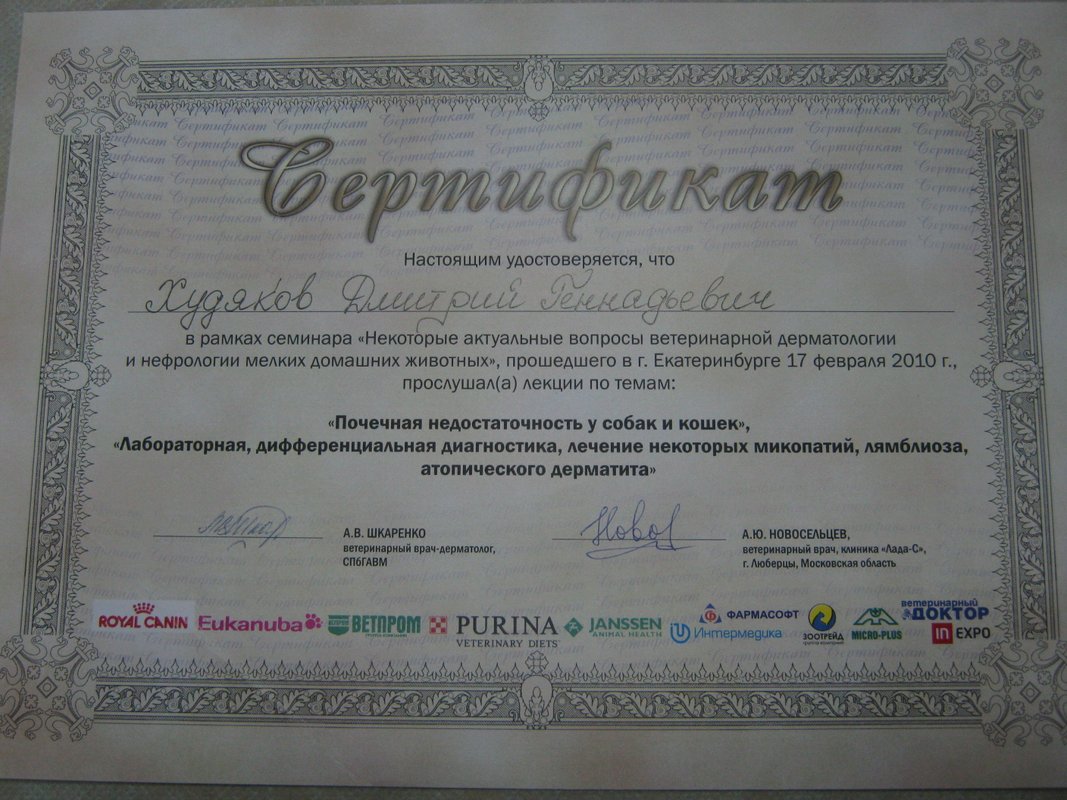 Сертификат
Настоящим удостоверяется, что
Худяков Дмитрий Геннадьевич
в рамках семинара «Некоторые актуальные вопросы ветеринарной дерматологии
и нефрологии мелких домашних животных», прошедшего в г. Екатеринбурге 17 февраля 2010 г.,
прослушал(а) лекции по темам:
«Почечная недостаточность у собак и кошек»,
«Лабораторная, дифференциальная диагностика, лечение некоторых микопатий, лямблиоза,
атопического дерматита»
А.В. ШКАРЕНКО
ветеринарный врач-дерматолог,
СПбГАВМ
А.Ю. НОВОСЕЛЬЦЕВ,
ветеринарный врач, клиника «Лада-С»,
г. Люберцы, Московская область
ROYAL CANIN
Eukanuba
ВЕТПРОМ
PURINA
VETERINARY DIETS
JANSSEN
ANIMAL HEALTH
ФАРМАСОФТ
Интермедика
ЗООТРЕЙД
MICRO-PLUS
ветеринарный
ДОКТОР
IN EXPO